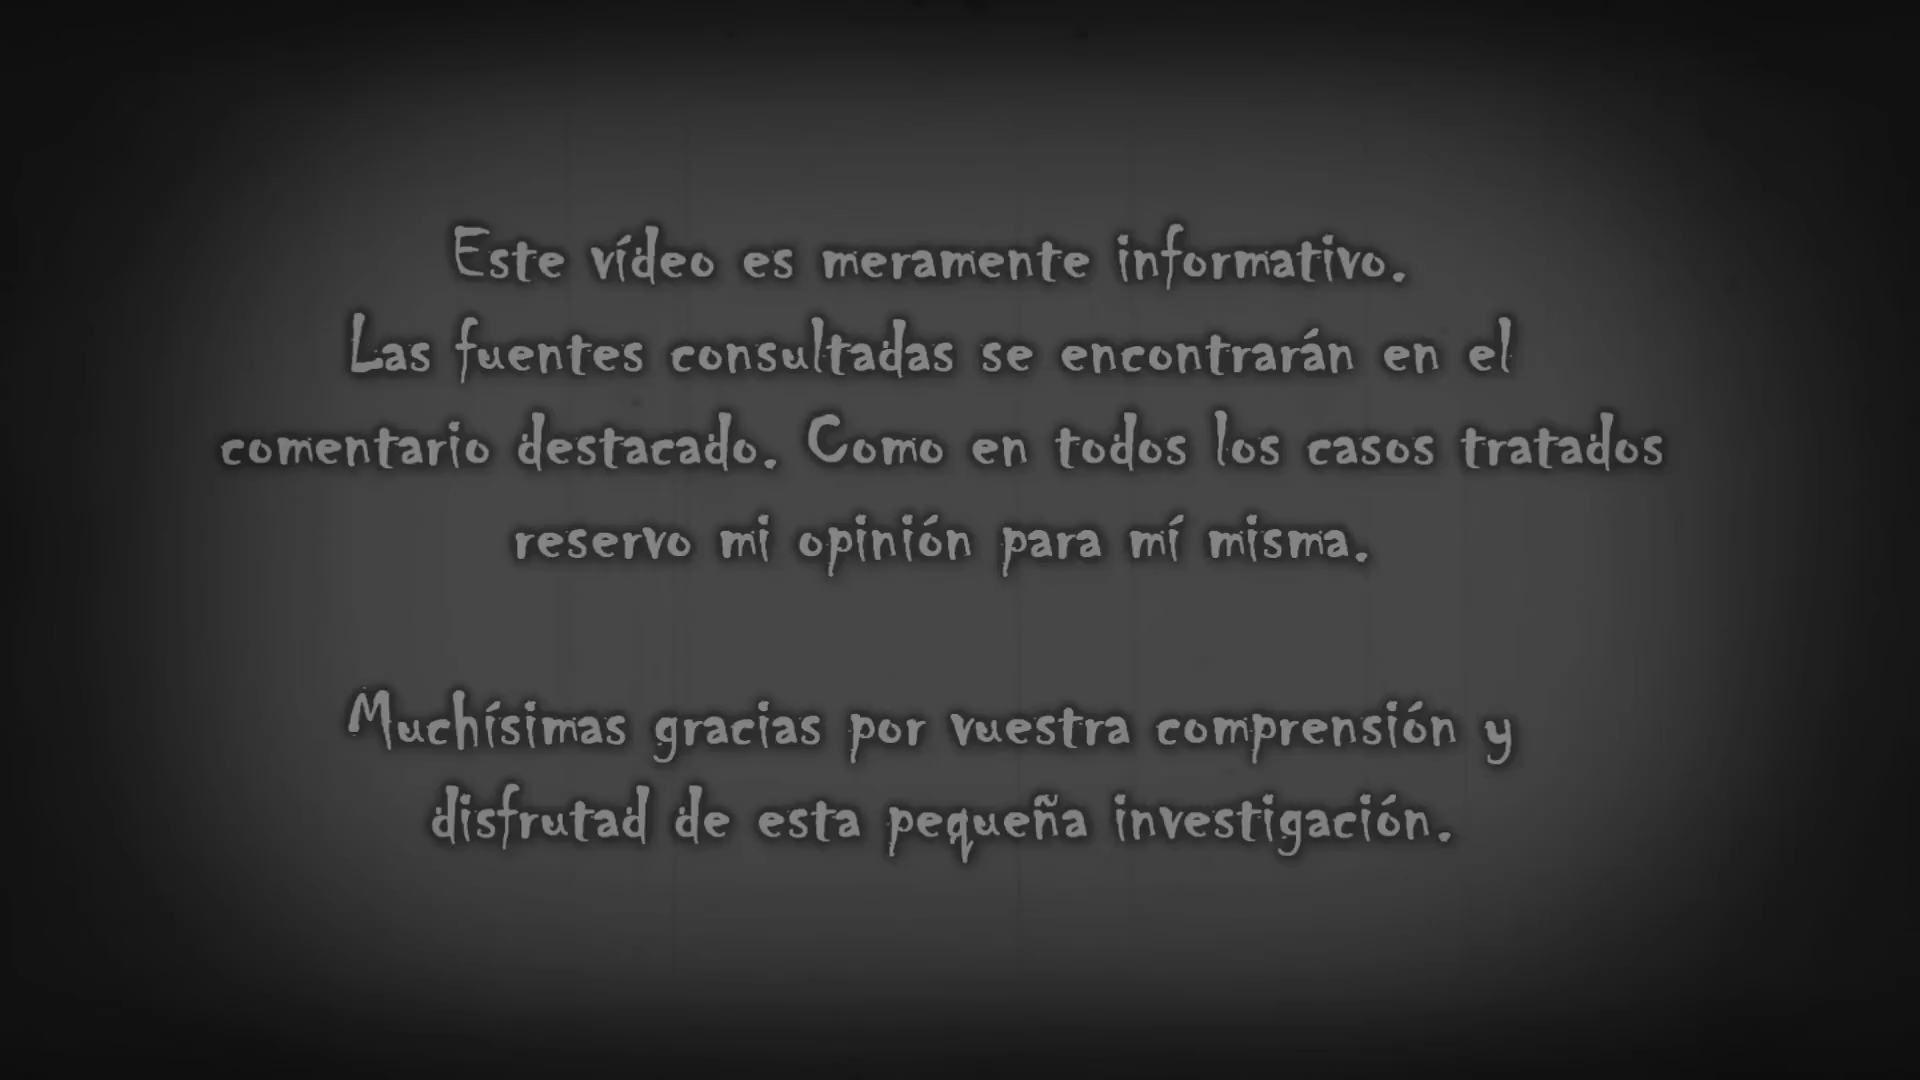 Este vídeo es meramente informativo.
Las fuentes consultadas se encontrarán en el
comentario destacado. Como en todos los casos tratados
reservo mi opinión para mí misma.
Muchísimas gracias por vuestra comprensión y
disfrutad de esta pequeña investigación.